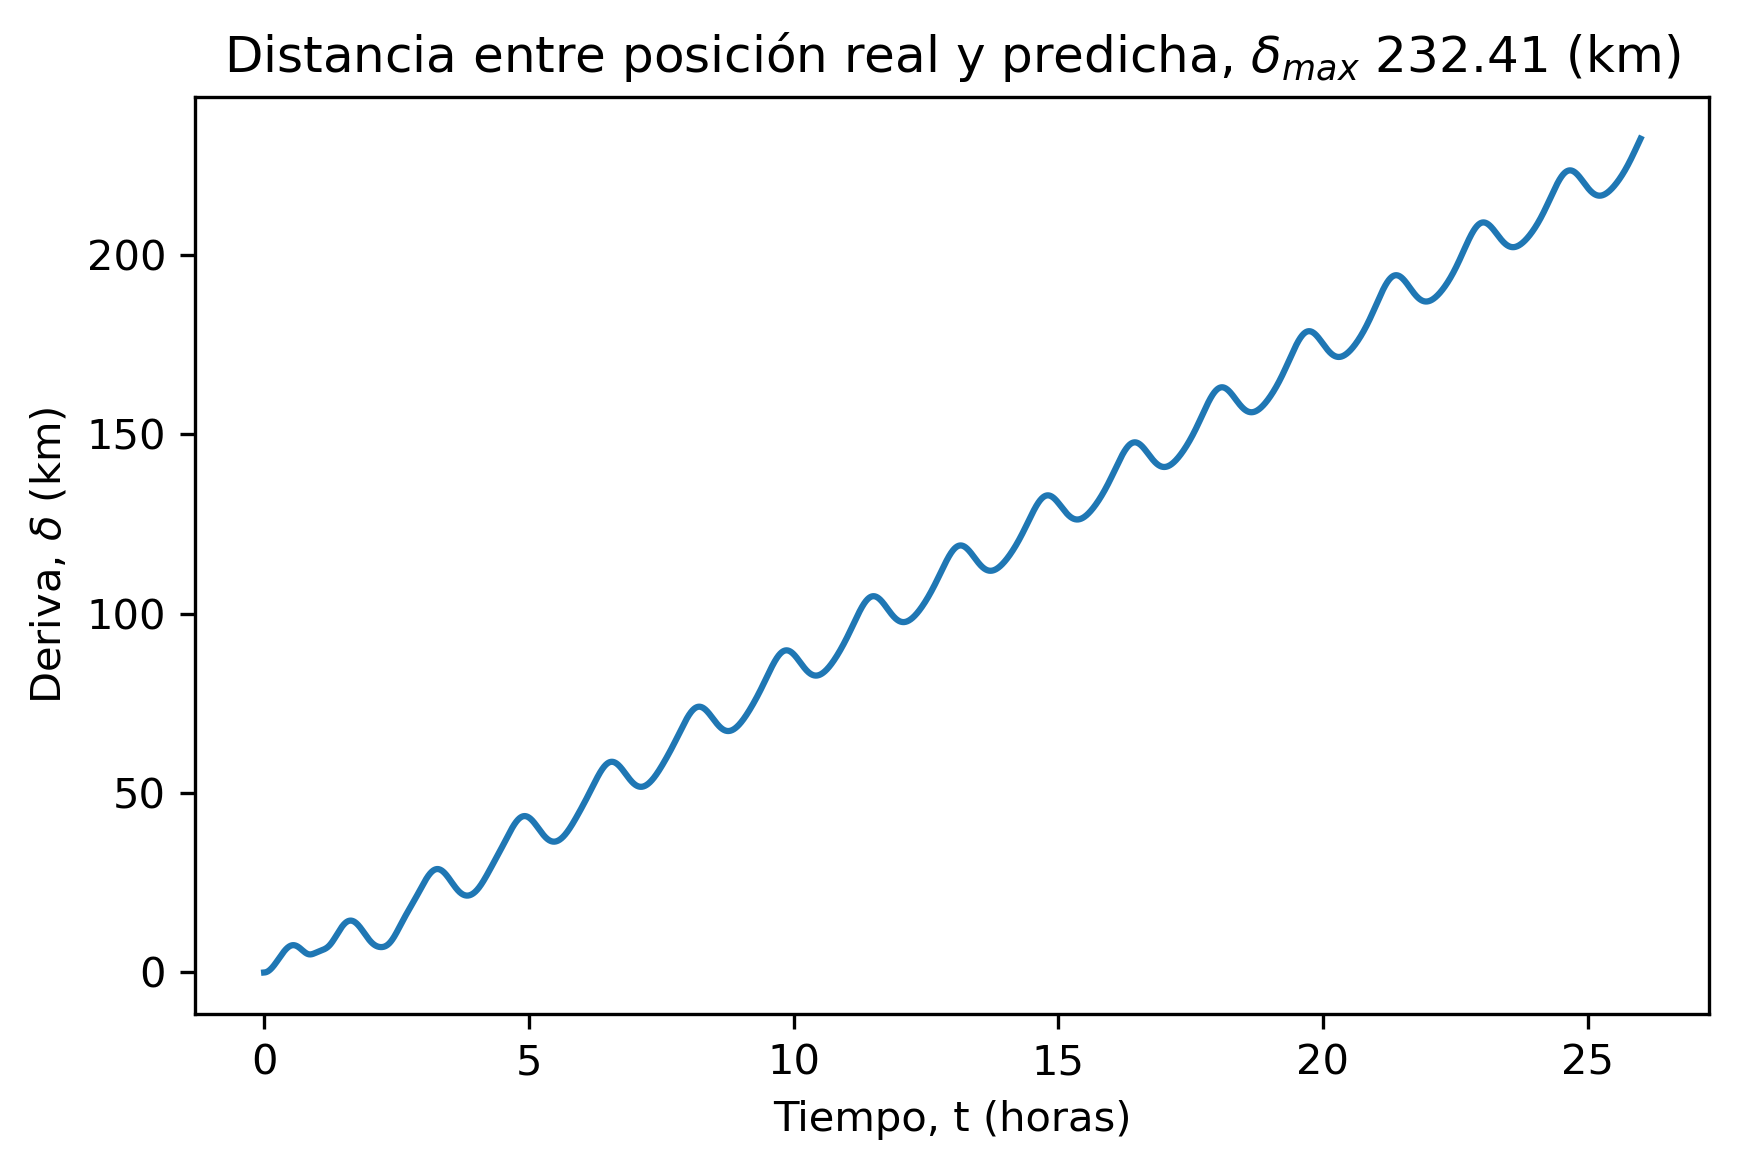 Distancia entre posición real y predicha, δmax 232.41 (km)
200
150
100
50
0
Deriva, δ (km)
0 5 10 15 20 25
Tiempo, t (horas)